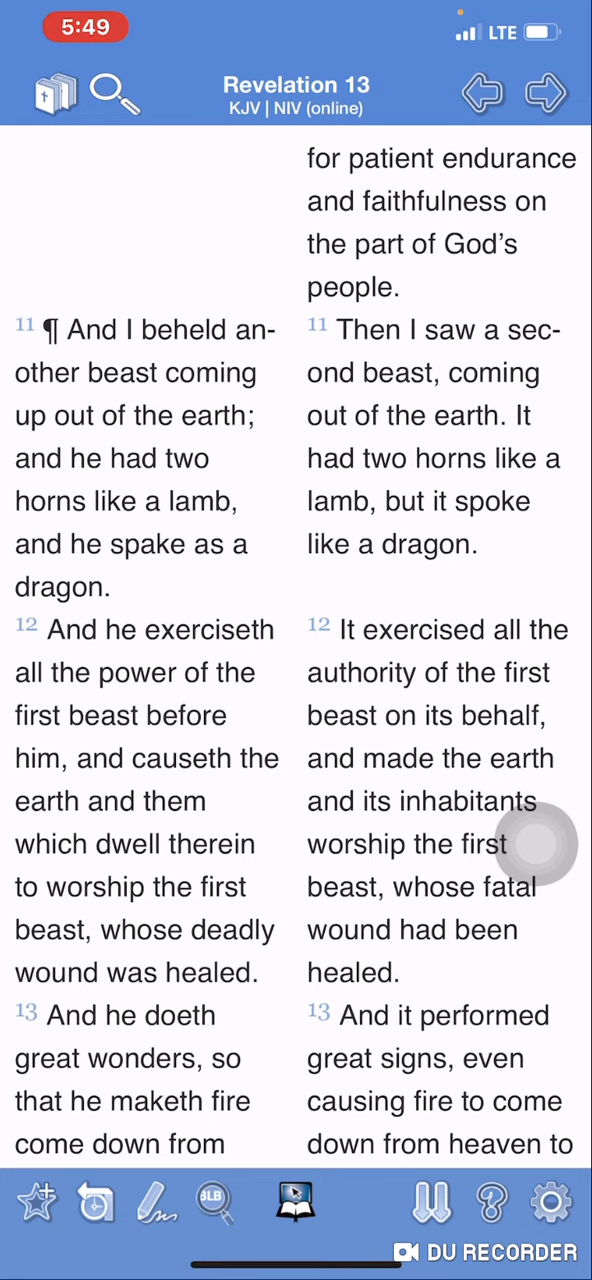 5:49
LTE
Revelation 13
KJV | NIV (online)
for patient endurance
and faithfulness on
the part of God’s
people.
11 ¶ And I beheld an-
other beast coming
up out of the earth;
and he had two
horns like a lamb,
and he spake as a
dragon.
12 And he exerciseth
all the power of the
first beast before
him, and causeth the
earth and them
which dwell therein
to worship the first
beast, whose deadly
wound was healed.
13 And he doeth
great wonders, so
that he maketh fire
come down from
11 Then I saw a sec-
ond beast, coming
out of the earth. It
had two horns like a
lamb, but it spoke
like a dragon.
12 It exercised all the
authority of the first
beast on its behalf,
and made the earth
and its inhabitants
worship the first
beast, whose fatal
wound had been
healed.
13 And it performed
great signs, even
causing fire to come
down from heaven to
BLB
DU RECORDER